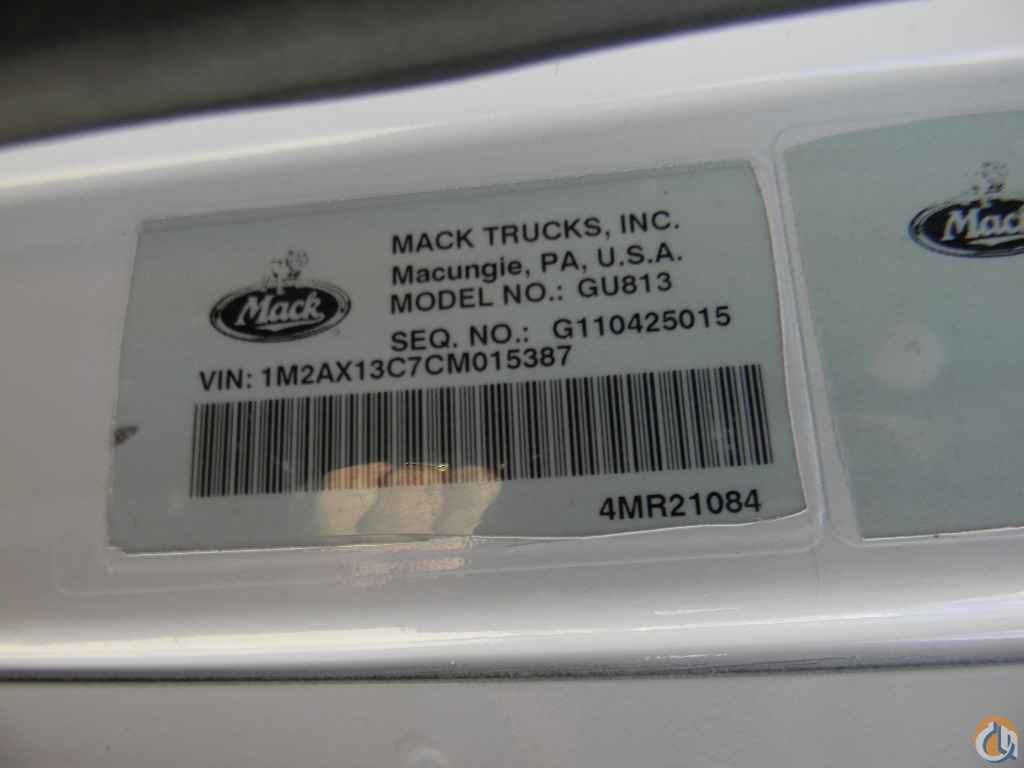 MACK TRUCKS, INC.
Macungie, PA, U.S.A.
MODEL NO.: GU813
SEQ. NO.: G110425015
Mack
VIN: 1M2AX13C7CM015387
4MR21084
Mack